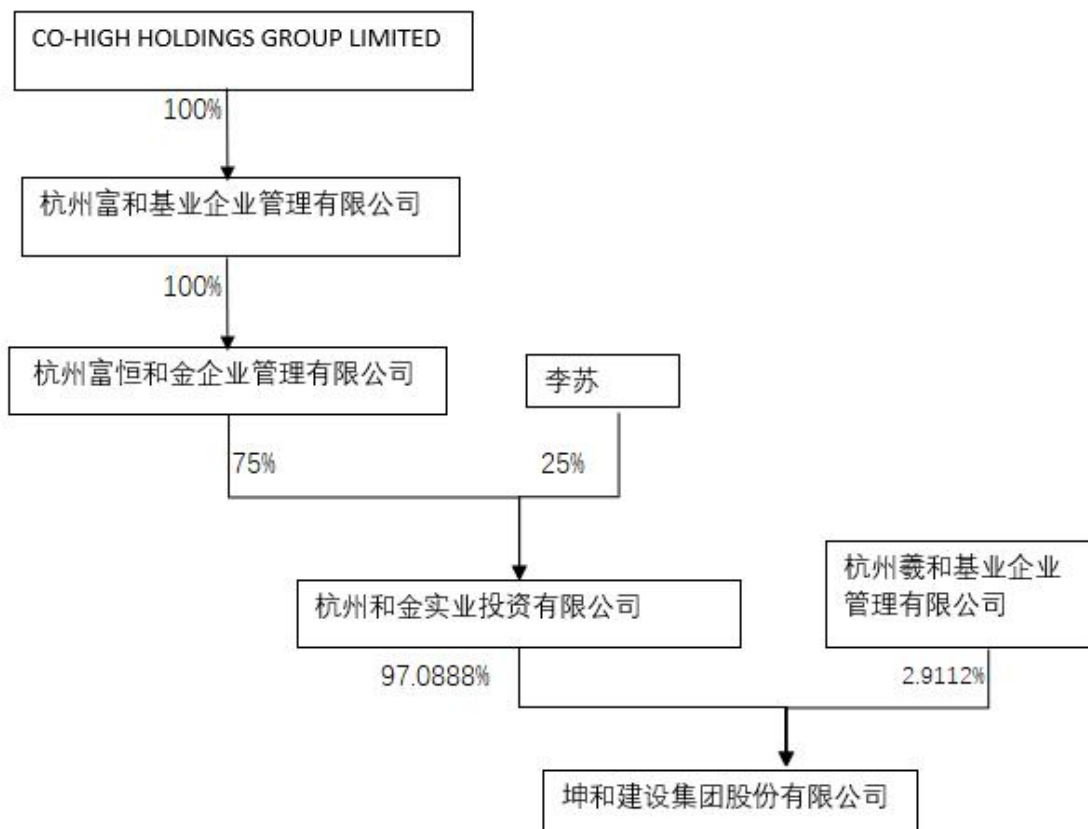 CO-HIGH HOLDINGS GROUP LIMITED
100%
杭州富和基业企业管理有限公司
100%
杭州富恒和金企业管理有限公司
李苏
75%
25%
杭州和金实业投资有限公司
杭州羲和基业企业
管理有限公司
97.0888%
2.9112%
坤和建设集团股份有限公司